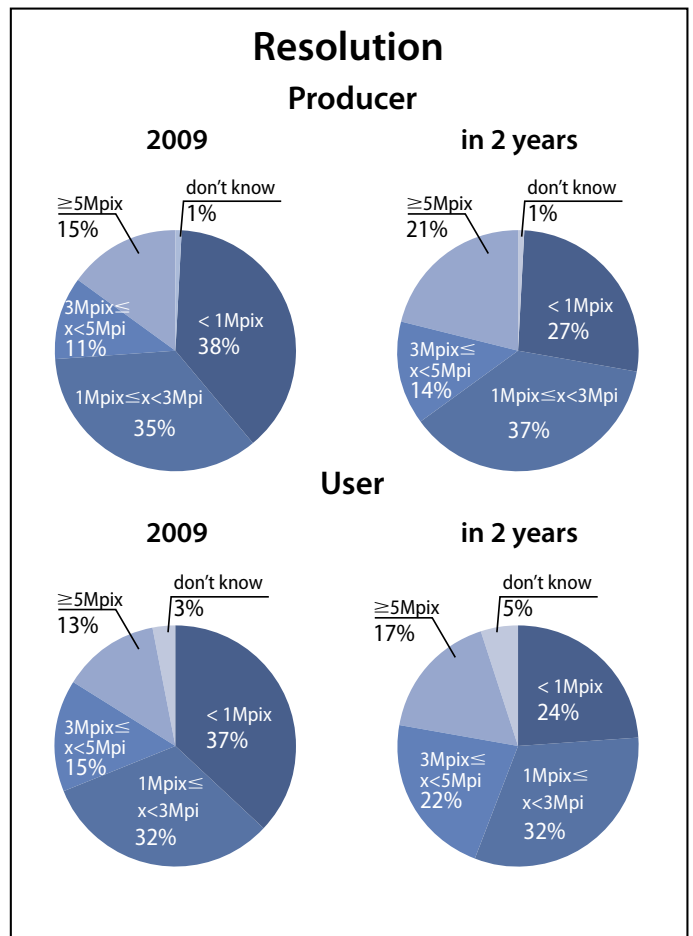 Resolution
Producer
2009
in 2 years
≧5Mpix
15%
don't know
1%
< 1Mpix
38%
3Mpix≦
x<5Mpi
11%
1Mpix≦x<3Mpi
35%
≧5Mpix
21%
don't know
1%
< 1Mpix
27%
3Mpix≦
x<5Mpi
14%
1Mpix≦x<3Mpi
37%
User
2009
in 2 years
≧5Mpix
13%
don't know
3%
< 1Mpix
37%
3Mpix≦
x<5Mpi
15%
1Mpix≦
x<3Mpi
32%
≧5Mpix
17%
don't know
5%
< 1Mpix
24%
3Mpix≦
x<5Mpi
22%
1Mpix≦
x<3Mpi
32%